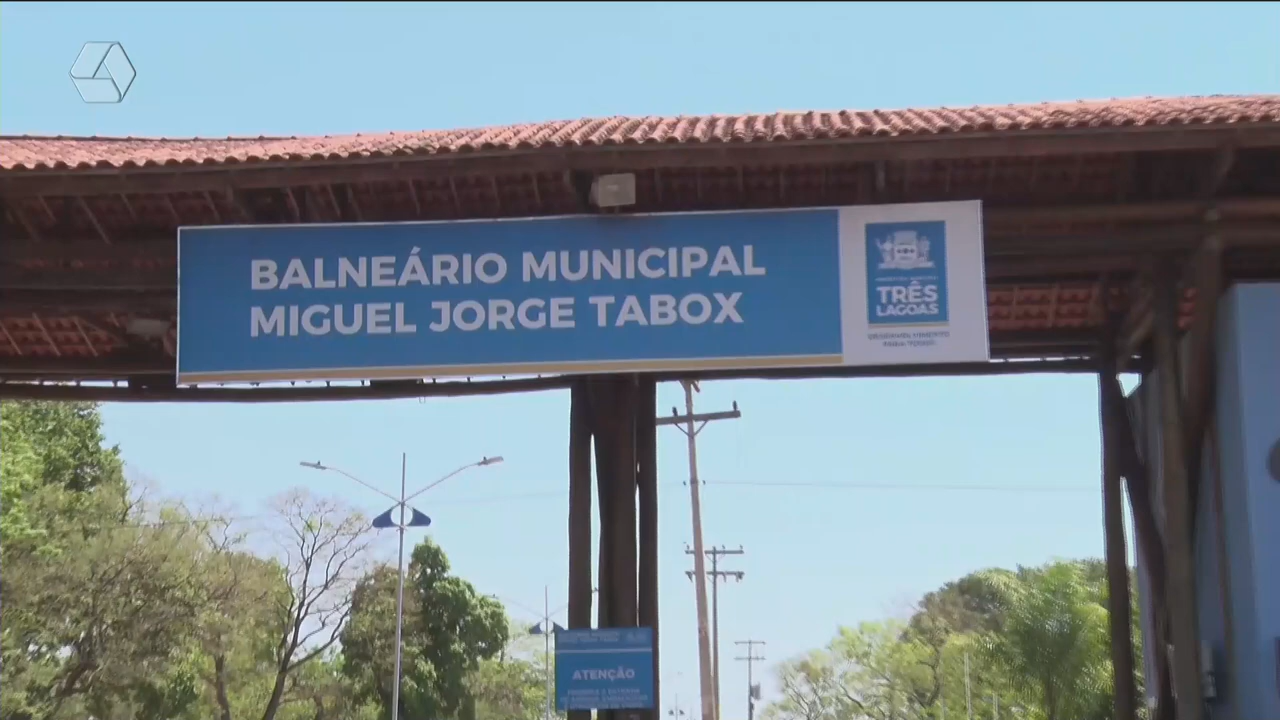 BALNEÁRIO MUNICIPAL
MIGUEL JORGE TABOX
TRÊS
LAGOAS
ATENÇÃO